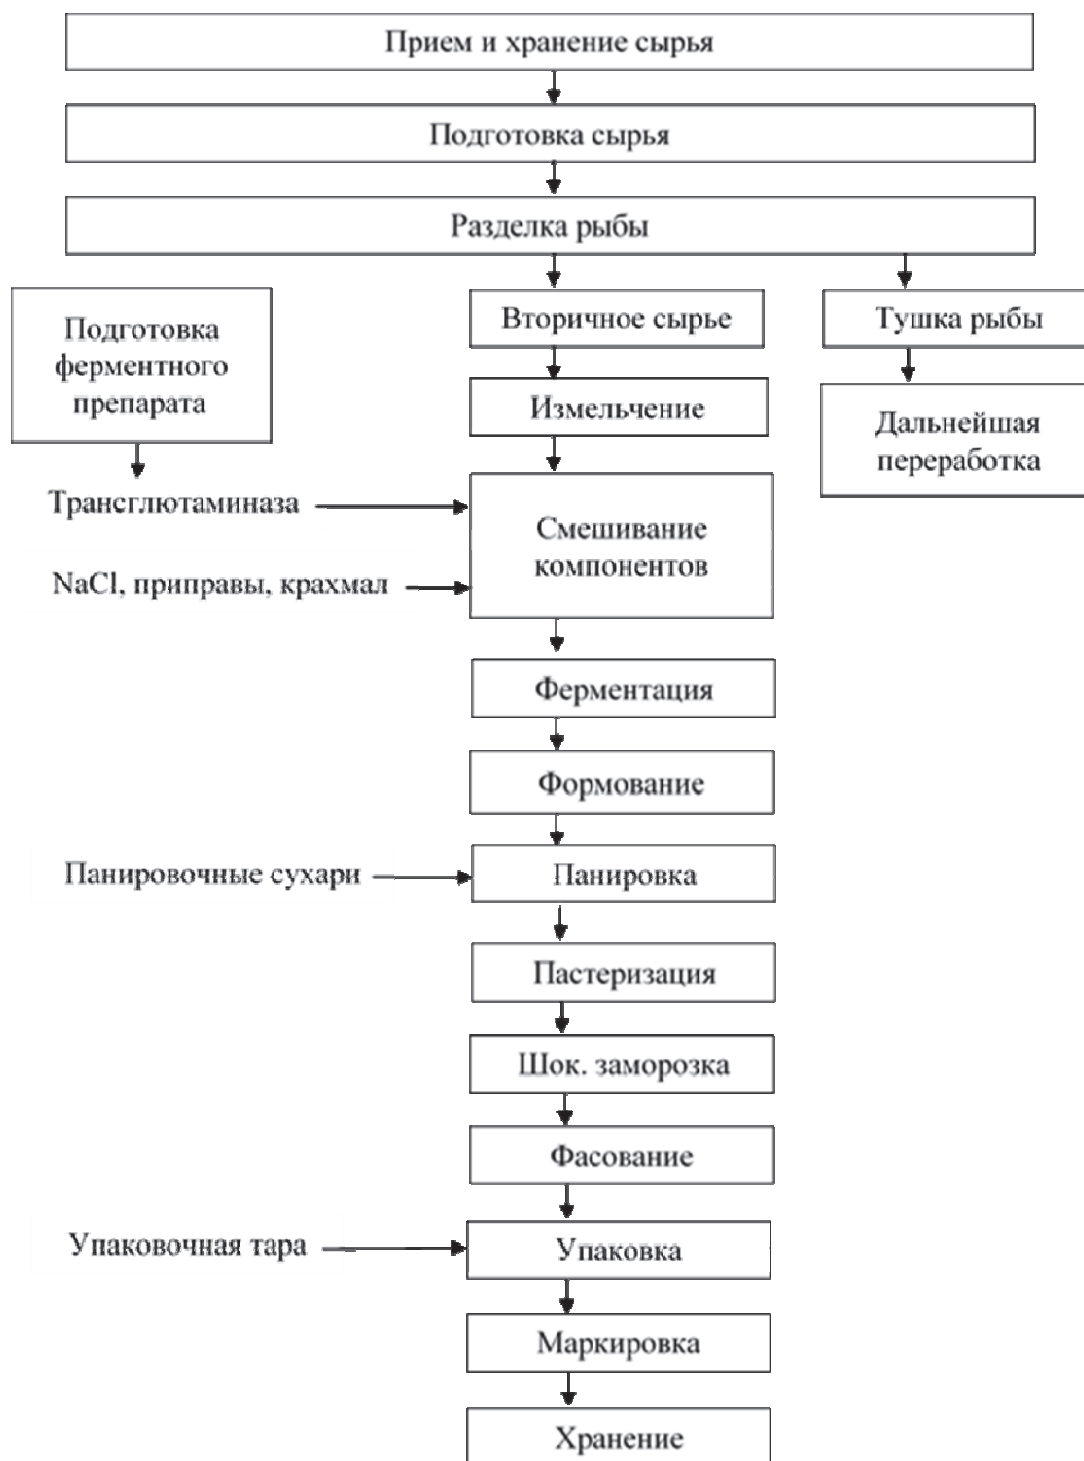 Прием и хранение сырья
Подготовка сырья
Разделка рыбы
Подготовка
ферментного
препарата
Вторичное сырье
Тушка рыбы
Измельчение
Дальнейшая
переработка
Трансглютаминаза
Смешивание
компонентов
NaCl, приправы, крахмал
Ферментация
Формование
Панировочные сухари
Панировка
Пастеризация
Шок. заморозка
Фасование
Упаковочная тара
Упаковка
Маркировка
Хранение